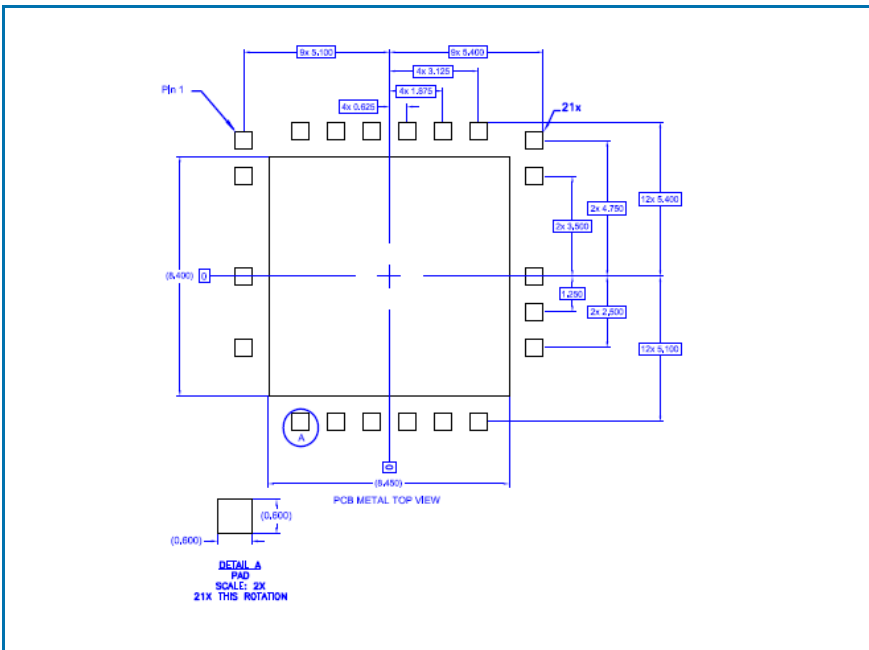 9x 5.100
9x 5.400
4x 3.125
4x 1.875
4x 0.625
Pin 1
21x
12x 5.400
2x 4.750
2x 3.500
(8.400)
0
1.250
2x 2.500
12x 5.100
A
0
(8.450)
PCB METAL TOP VIEW
(0.600)
(0.600)
DETAIL A
PAD
SCALE: 2X
21X THIS ROTATION